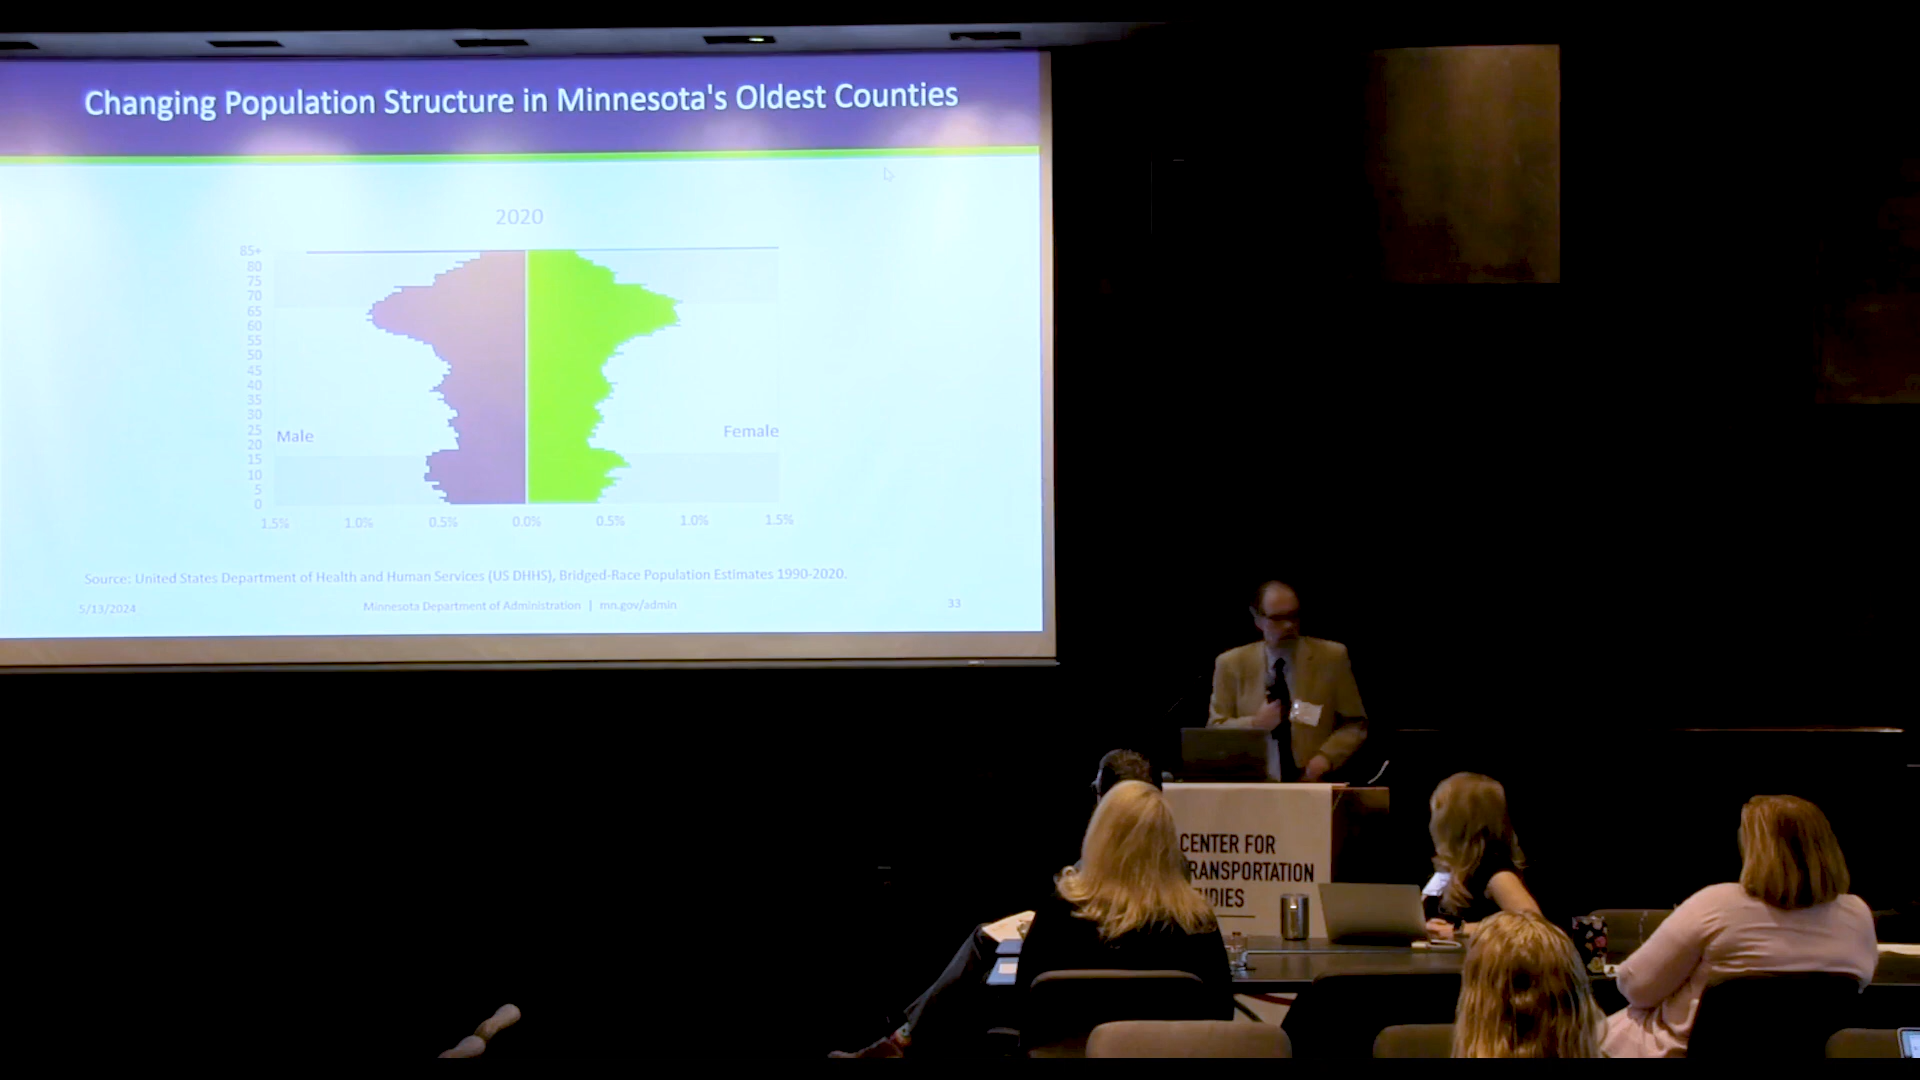 Changing Population Structure in Minnesota's Oldest Counties
2020
85+
80
75
70
65
60
55
50
45
40
35
30
25
20
15
10
5
0
Male
Female
1.5% 1.0% 0.5% 0.0% 0.5% 1.0% 1.5%
Source: United States Department of Health and Human Services (US DHHS), Bridged-Race Population Estimates 1990-2020.
5/13/2024 Minnesota Department of Administration | mn.gov/admin 33
CENTER FOR
RANSPORTATION
UDIES